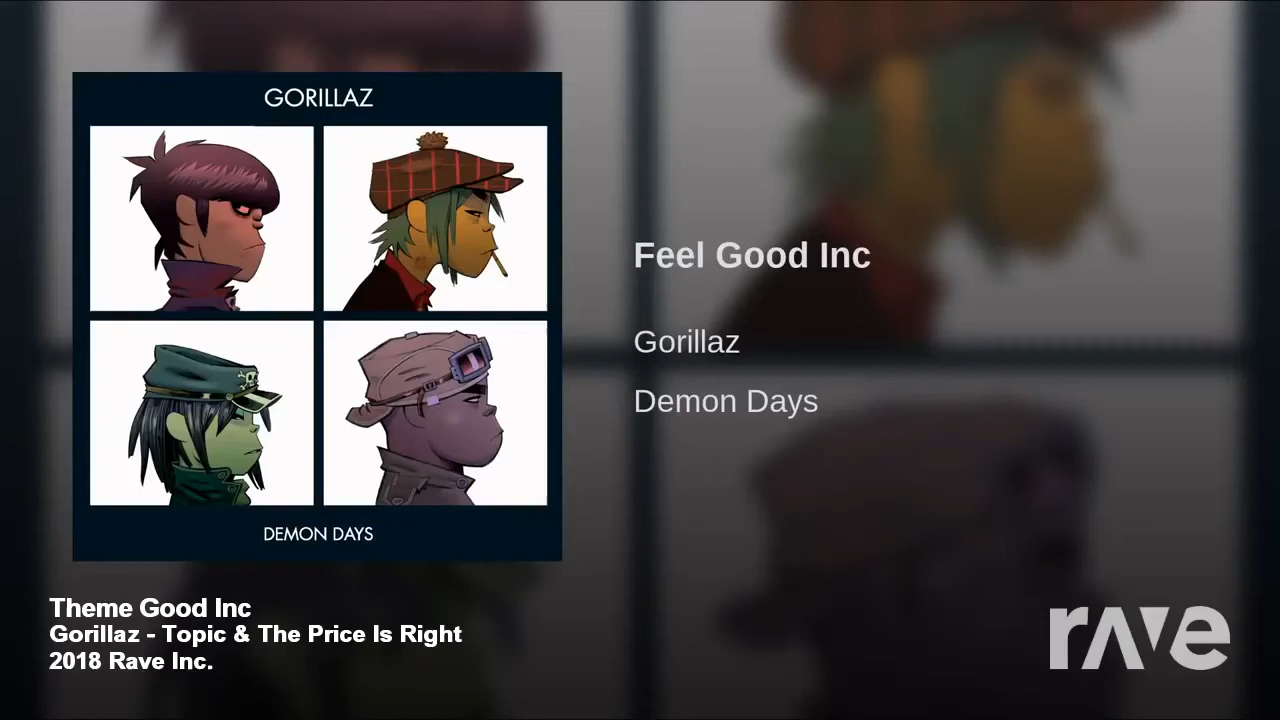 GORILLAZ
DEMON DAYS
Feel Good Inc
Gorillaz
Demon Days
Theme Good Inc
Gorillaz - Topic & The Price Is Right
2018 Rave Inc.
rave